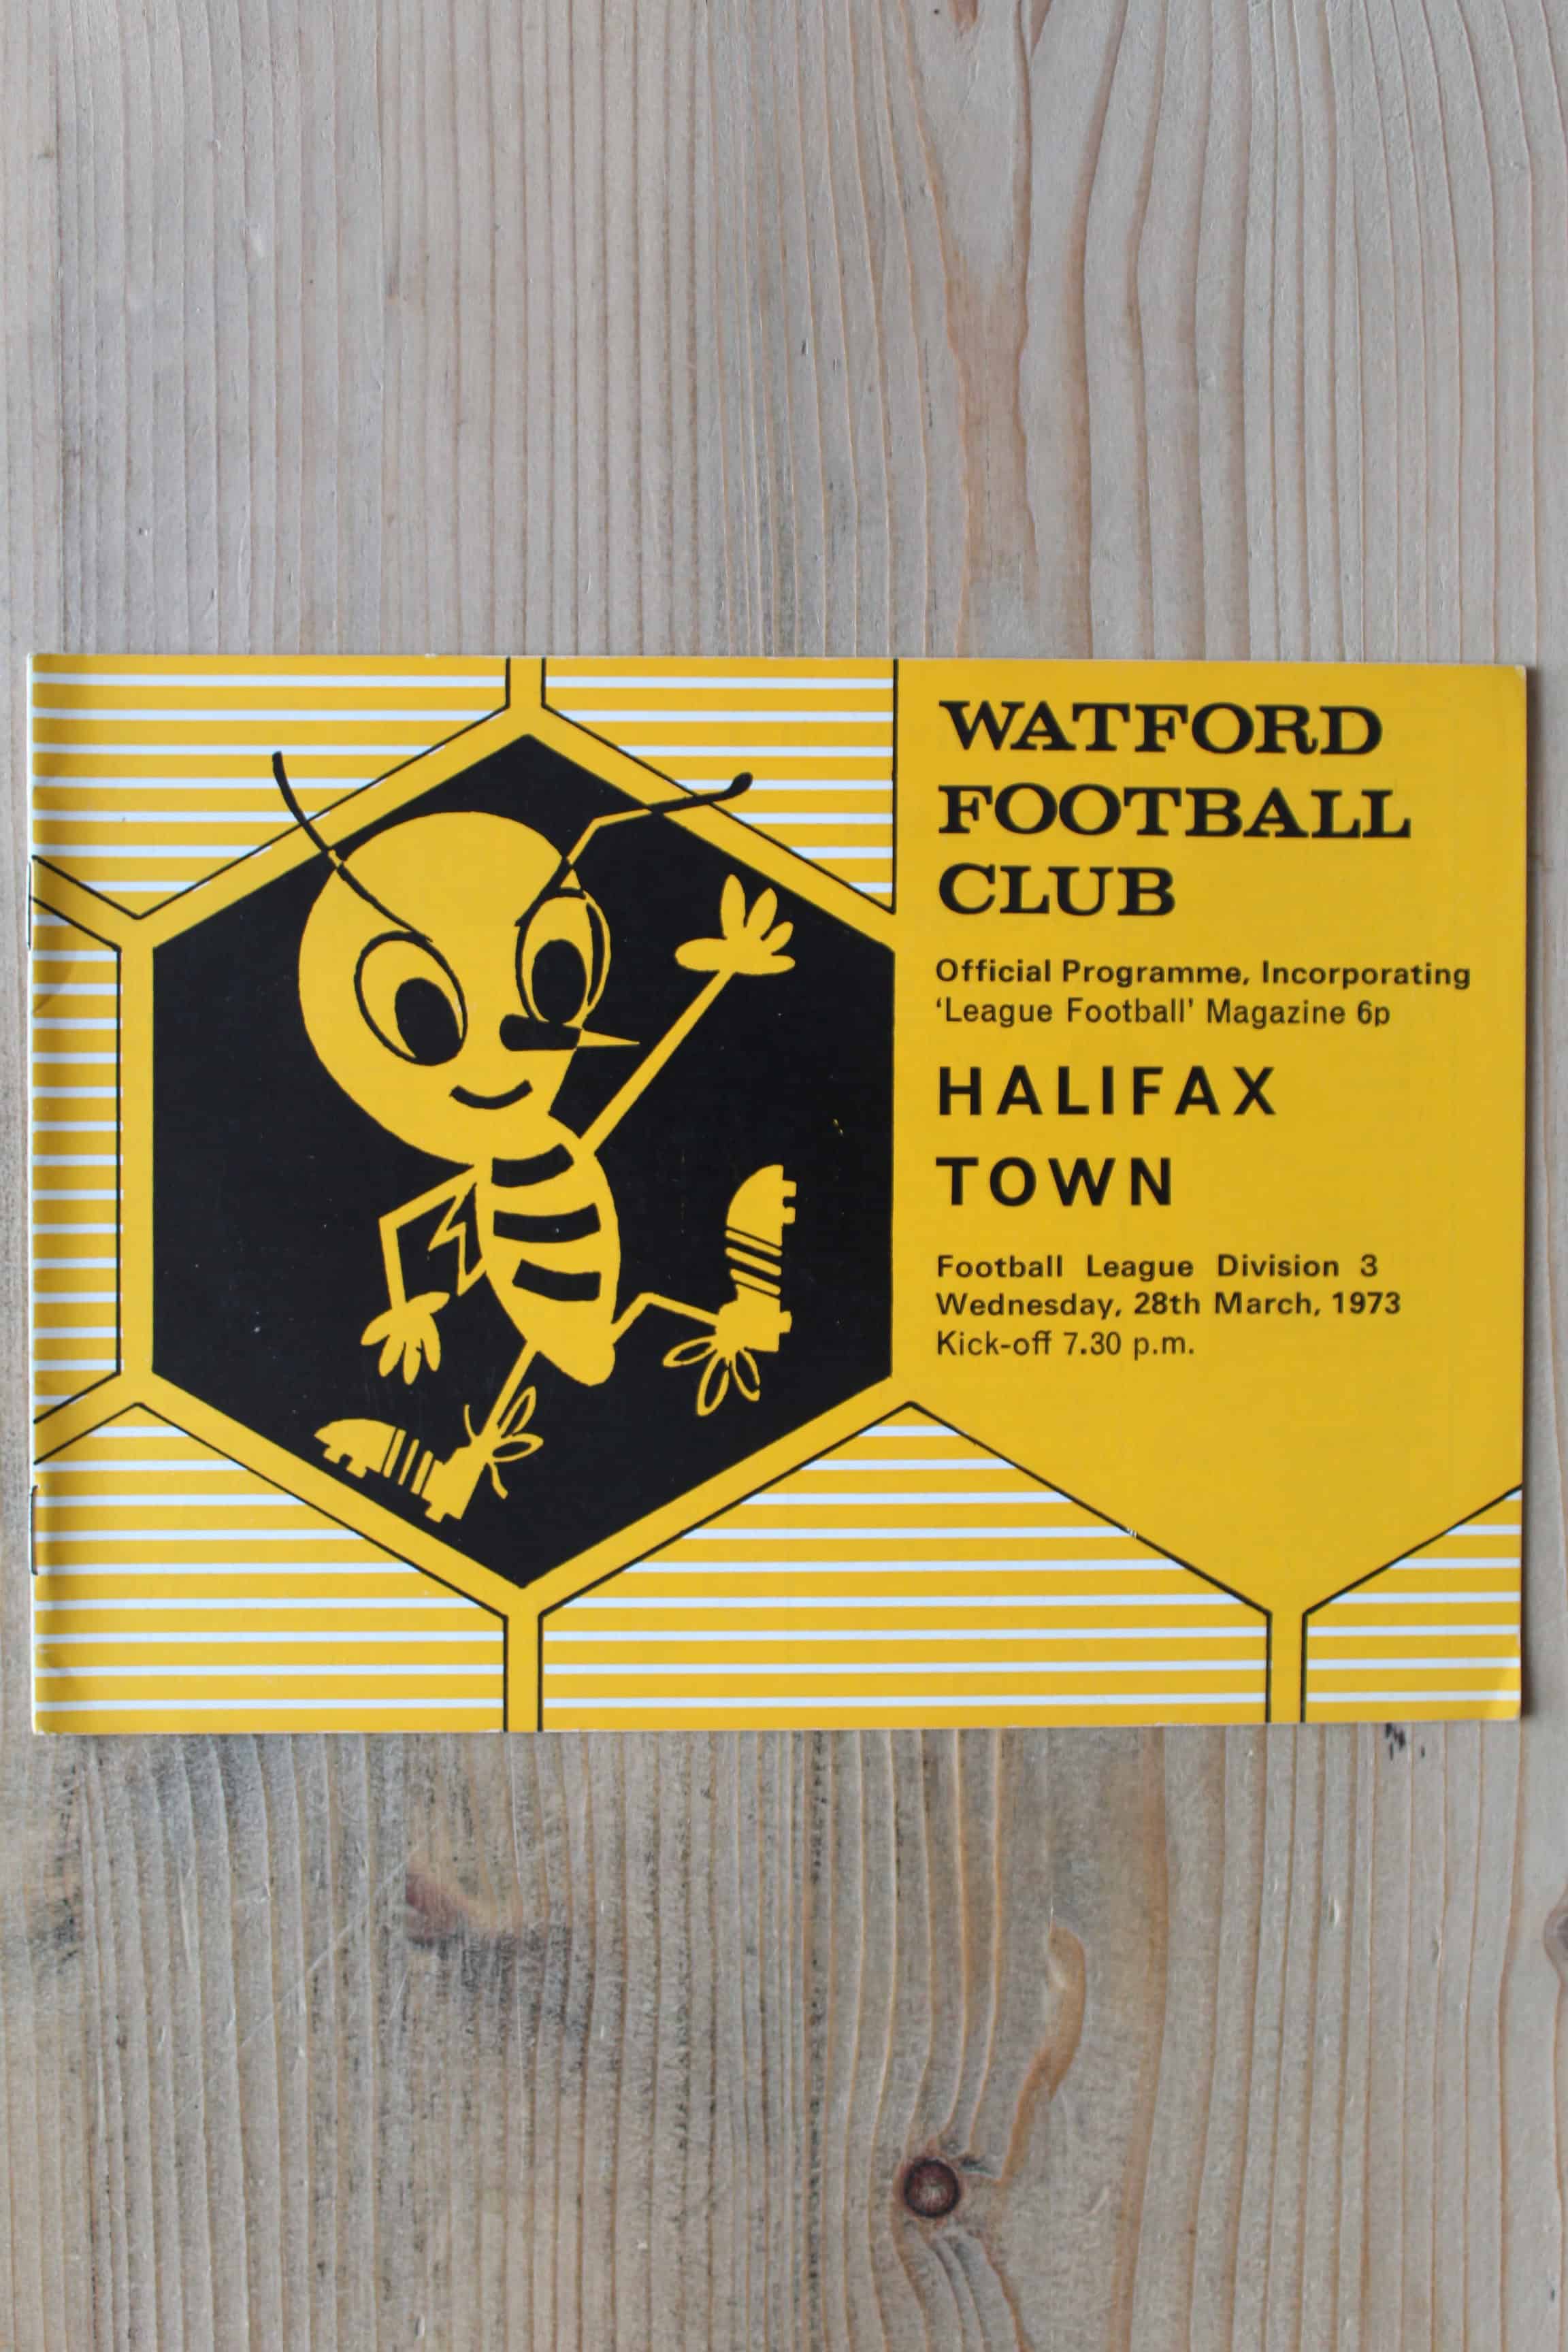 WATFORD
FOOTBALL
CLUB
Official Programme, Incorporating
'League Football' Magazine 6p
HALIFAX
TOWN
Football League Division 3
Wednesday, 28th March, 1973
Kick-off 7.30 p.m.